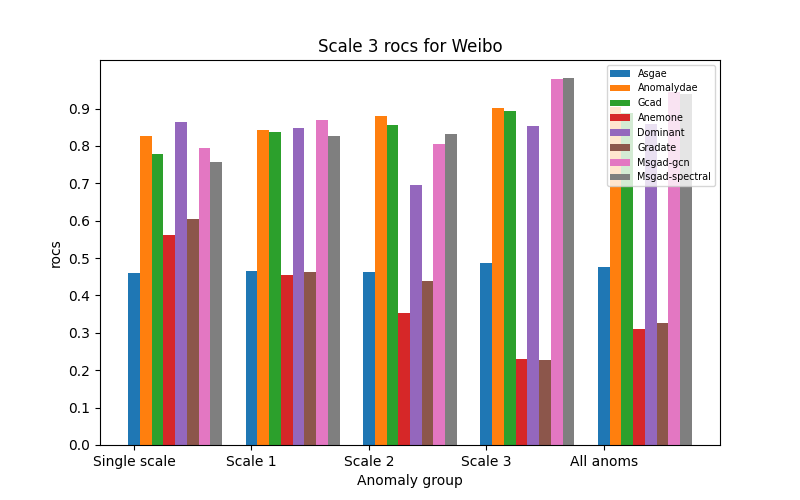 Scale 3 rocs for Weibo
rocs
0.9
0.8
0.7
0.6
0.5
0.4
0.3
0.2
0.1
0.0
Asgae
Anomalydae
Gcad
Anemone
Dominant
Gradate
Msgad-gcn
Msgad-spectral
Single scale
Scale 1
Scale 2
Scale 3
All anoms
Anomaly group